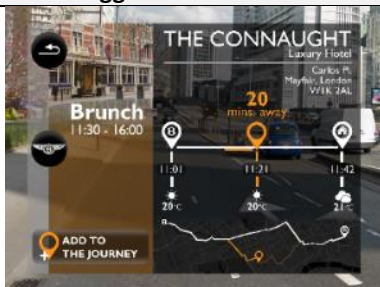 THE CONNAUGHT
Luxury Hotel
Carlos Pl.
Mayfair, London
W1K 2AL
20
mins. away
Brunch
11:30 - 16:00
B
11:01
11:21
11:42
20°C
20°C
21°C
ADD TO
THE JOURNEY